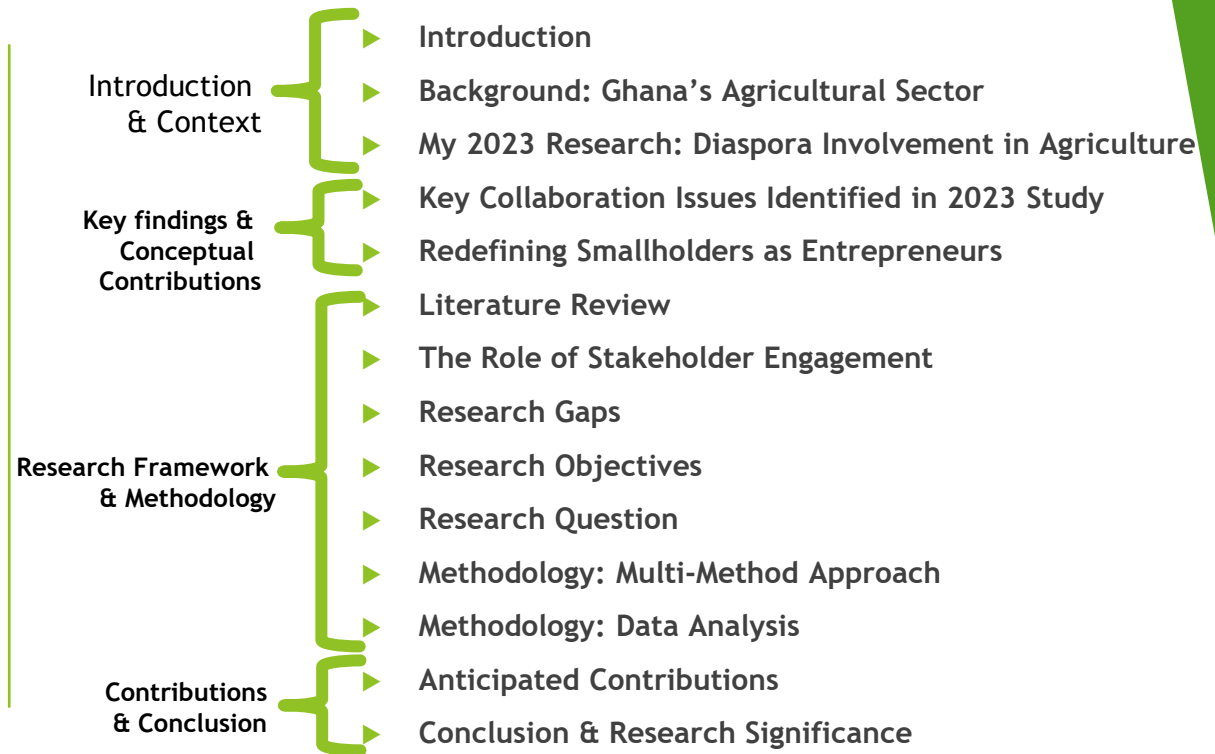 Introduction
& Context
Introduction
Background: Ghana’s Agricultural Sector
My 2023 Research: Diaspora Involvement in Agriculture
Key findings &
Conceptual
Contributions
Key Collaboration Issues Identified in 2023 Study
Redefining Smallholders as Entrepreneurs
Research Framework
& Methodology
Literature Review
The Role of Stakeholder Engagement
Research Gaps
Research Objectives
Research Question
Methodology: Multi-Method Approach
Methodology: Data Analysis
Contributions
& Conclusion
Anticipated Contributions
Conclusion & Research Significance